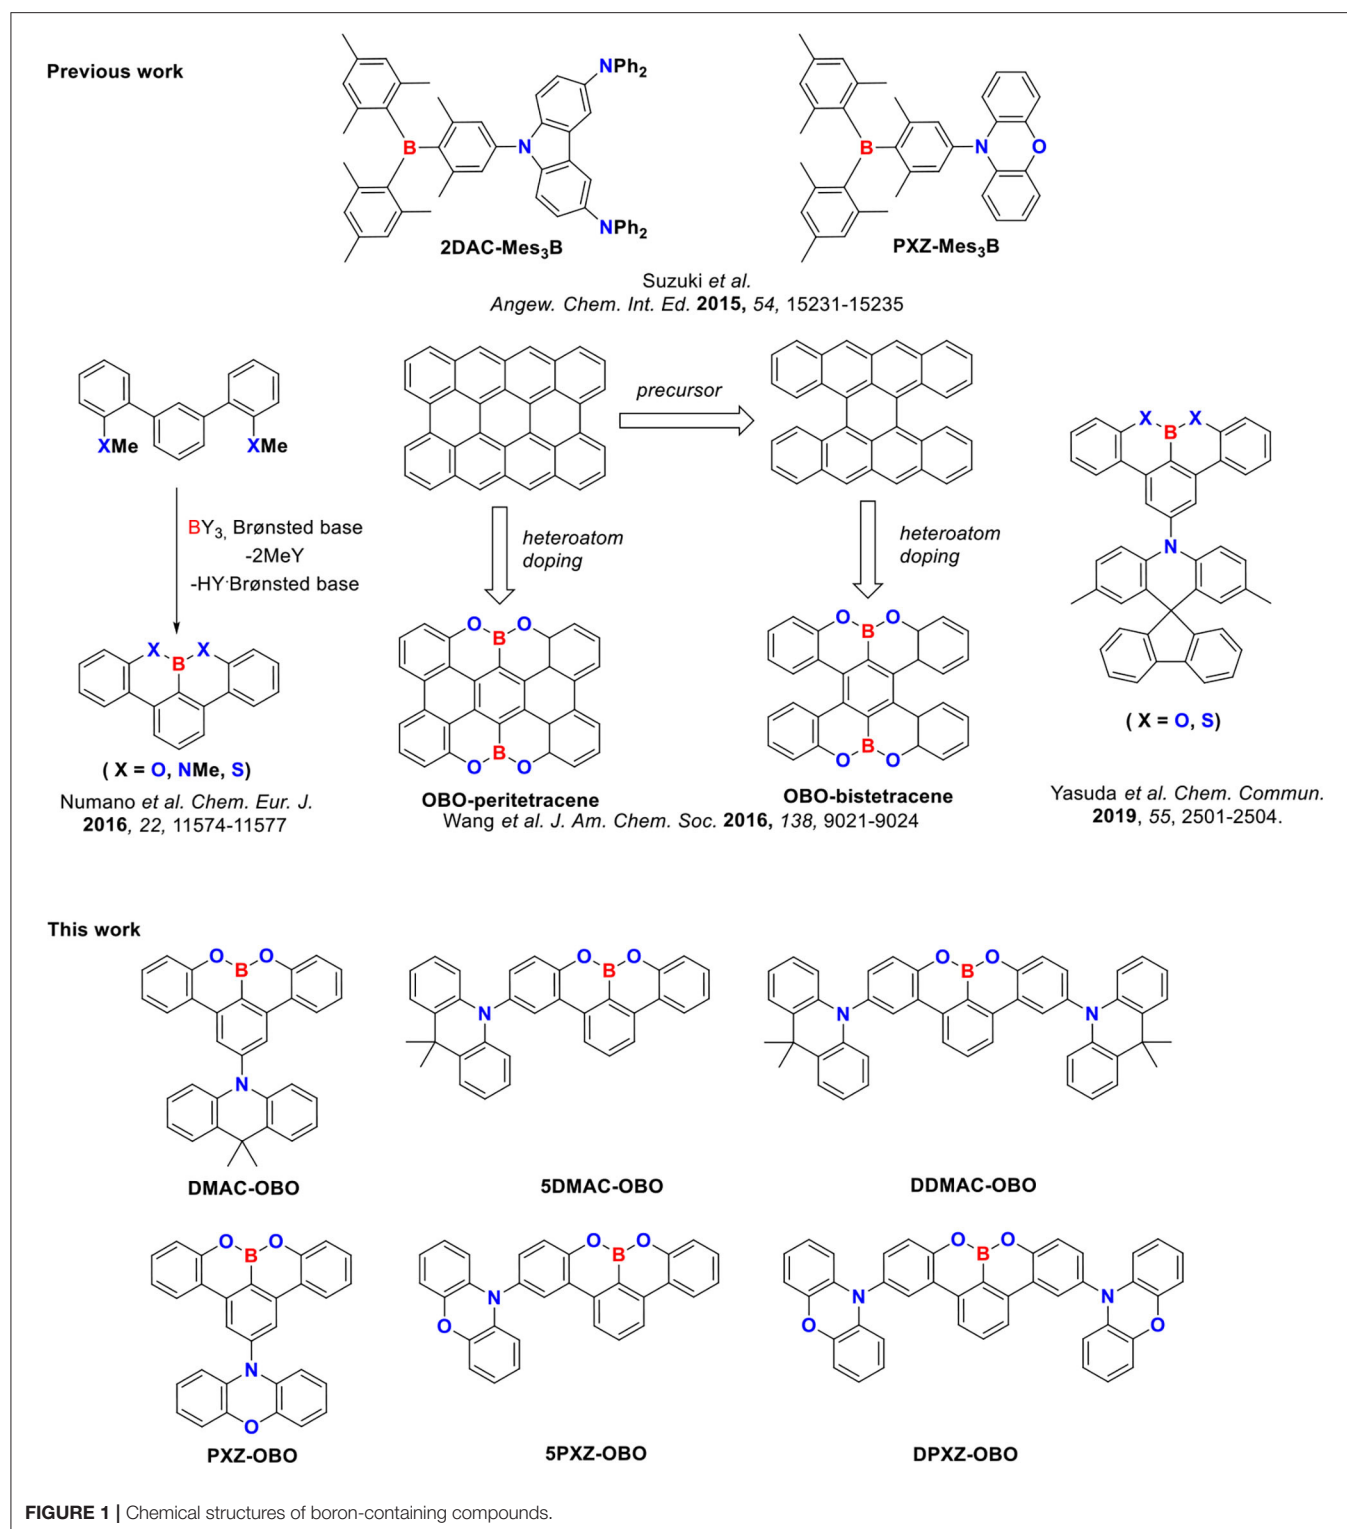 Previous work
NPh2
B
N
NPh2
2DAC-Mes3B
B
N
O
PXZ-Mes3B
Suzuki et al.
Angew. Chem. Int. Ed. 2015, 54, 15231-15235
XMe
XMe
BY3, Brønsted base
-2MeY
-HY·Brønsted base
X
X
B
( X = O, NMe, S)
Numano et al. Chem. Eur. J.
2016, 22, 11574-11577
precursor
heteroatom
doping
heteroatom
doping
O
B
O
B
O
O
OBO-peritetracene
O
B
O
B
O
O
OBO-bistetracene
Wang et al. J. Am. Chem. Soc. 2016, 138, 9021-9024
X
X
B
N
( X = O, S)
Yasuda et al. Chem. Commun.
2019, 55, 2501-2504.
This work
O
O
B
N
DMAC-OBO
O
O
B
N
5DMAC-OBO
O
O
B
N
N
DDMAC-OBO
O
O
B
N
O
PXZ-OBO
O
O
B
N
O
5PXZ-OBO
O
O
B
N
N
O
O
DPXZ-OBO
FIGURE 1 | Chemical structures of boron-containing compounds.